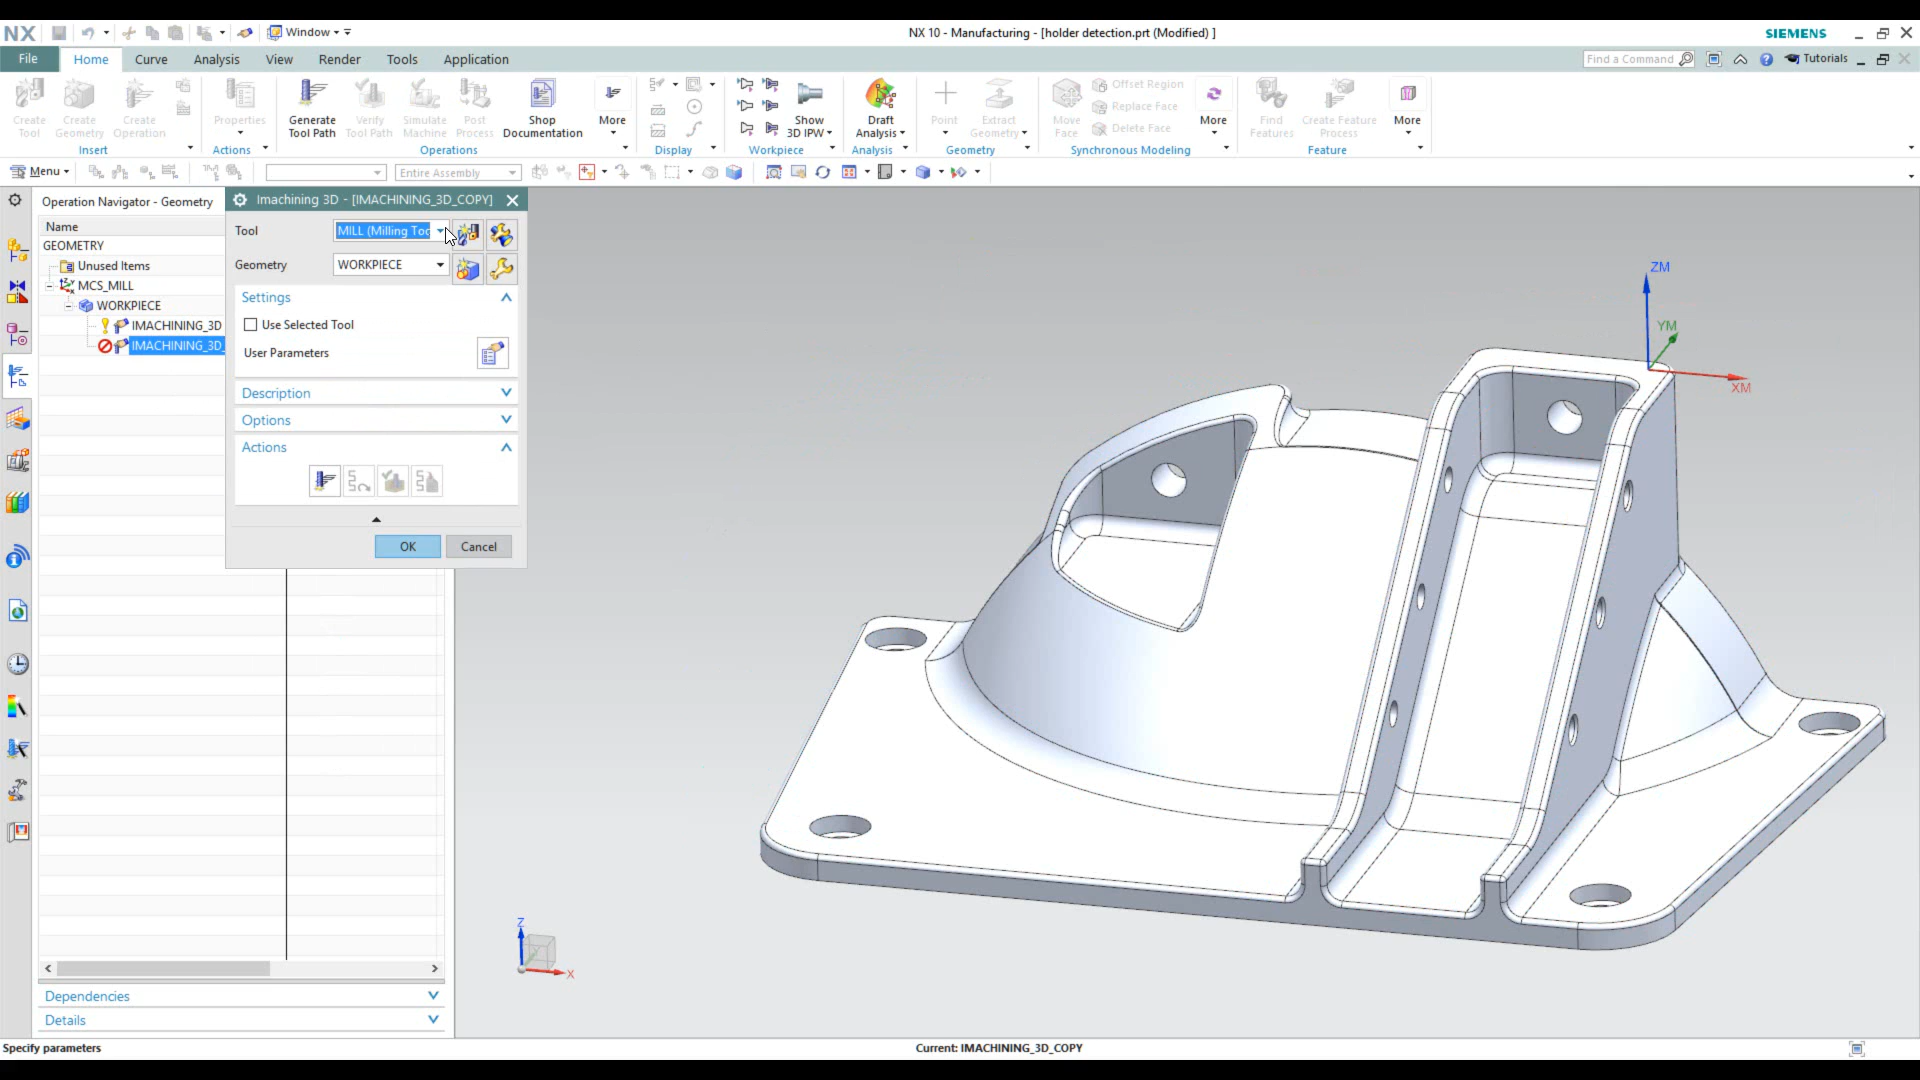 NX
Window
NX 10 - Manufacturing - [holder detection.prt (Modified) ]
SIEMENS
File
Home
Curve
Analysis
View
Render
Tools
Application
Find a Command
Tutorials
Create Tool
Create Geometry
Create Operation
Properties
Generate Tool Path
Verify Tool Path
Simulate Machine
Post Process
Shop Documentation
More
Show 3D IPW
Draft Analysis
Point
Extract Geometry
Move Face
Offset Region
Replace Face
Delete Face
More
Find Features
Create Feature Process
More
Insert
Actions
Operations
Display
Workpiece
Analysis
Geometry
Synchronous Modeling
Feature
Menu
Entire Assembly
Operation Navigator - Geometry
Name
GEOMETRY
Unused Items
MCS_MILL
WORKPIECE
IMACHINING_3D
IMACHINING_3D_
Imachining 3D - [IMACHINING_3D_COPY]
Tool
MILL (Milling Too
Geometry
WORKPIECE
Settings
Use Selected Tool
User Parameters
Description
Options
Actions
OK
Cancel
ZM
YM
XM
Z
X
Dependencies
Details
Specify parameters
Current: IMACHINING_3D_COPY